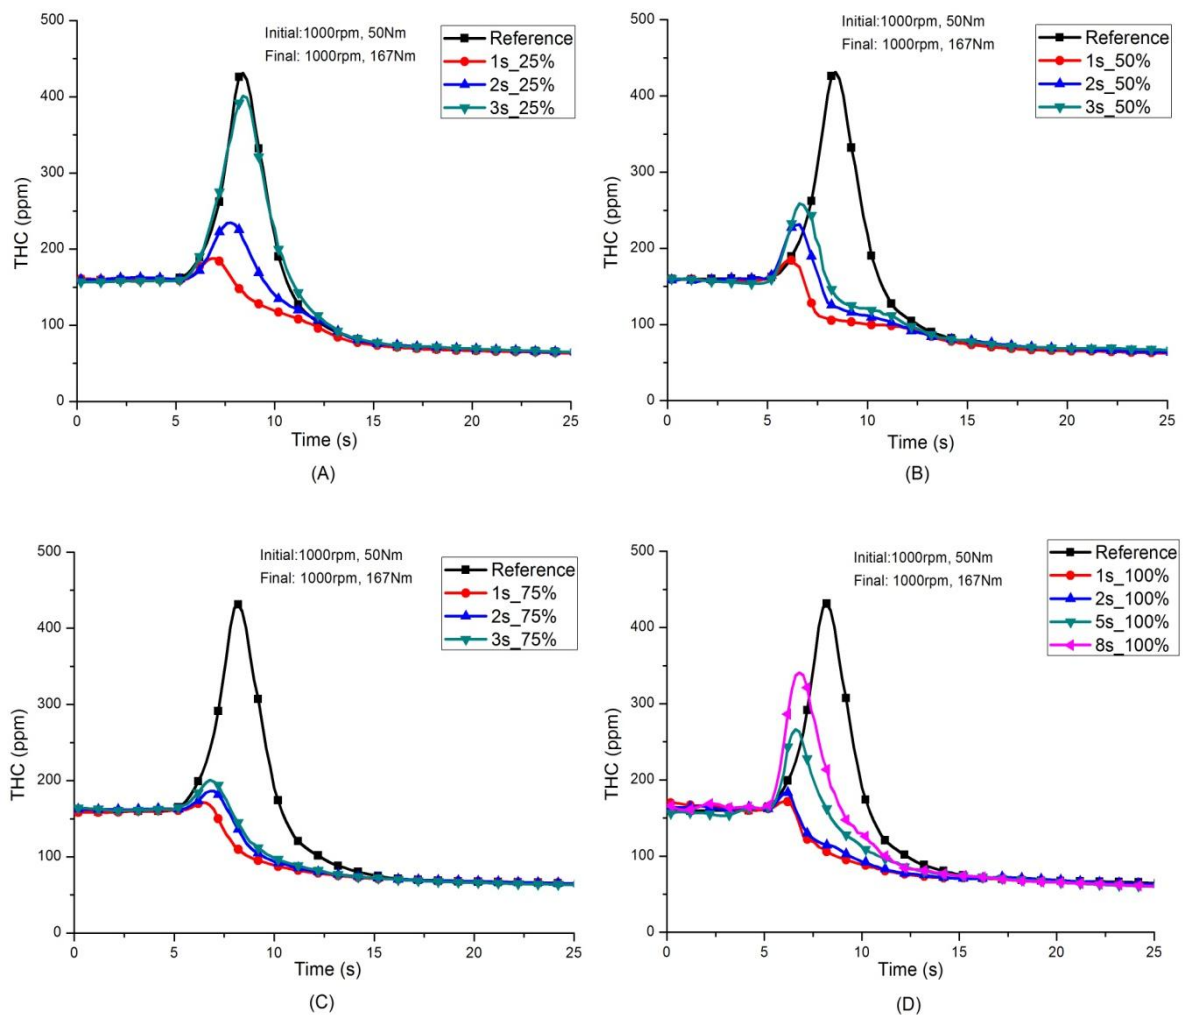 (A)
Initial:1000rpm, 50Nm
Final: 1000rpm, 167Nm
Reference
1s_25%
2s_25%
3s_25%
THC (ppm)
500
400
300
200
100
0
0 5 10 15 20 25
Time (s)
(A)
Initial:1000rpm, 50Nm
Final: 1000rpm, 167Nm
Reference
1s_50%
2s_50%
3s_50%
THC (ppm)
500
400
300
200
100
0
0 5 10 15 20 25
Time (s)
(B)
Initial:1000rpm, 50Nm
Final: 1000rpm, 167Nm
Reference
1s_75%
2s_75%
3s_75%
THC (ppm)
500
400
300
200
100
0
0 5 10 15 20 25
Time (s)
(C)
Initial:1000rpm, 50Nm
Final: 1000rpm, 167Nm
Reference
1s_100%
2s_100%
5s_100%
8s_100%
THC (ppm)
500
400
300
200
100
0
0 5 10 15 20 25
Time (s)
(D)